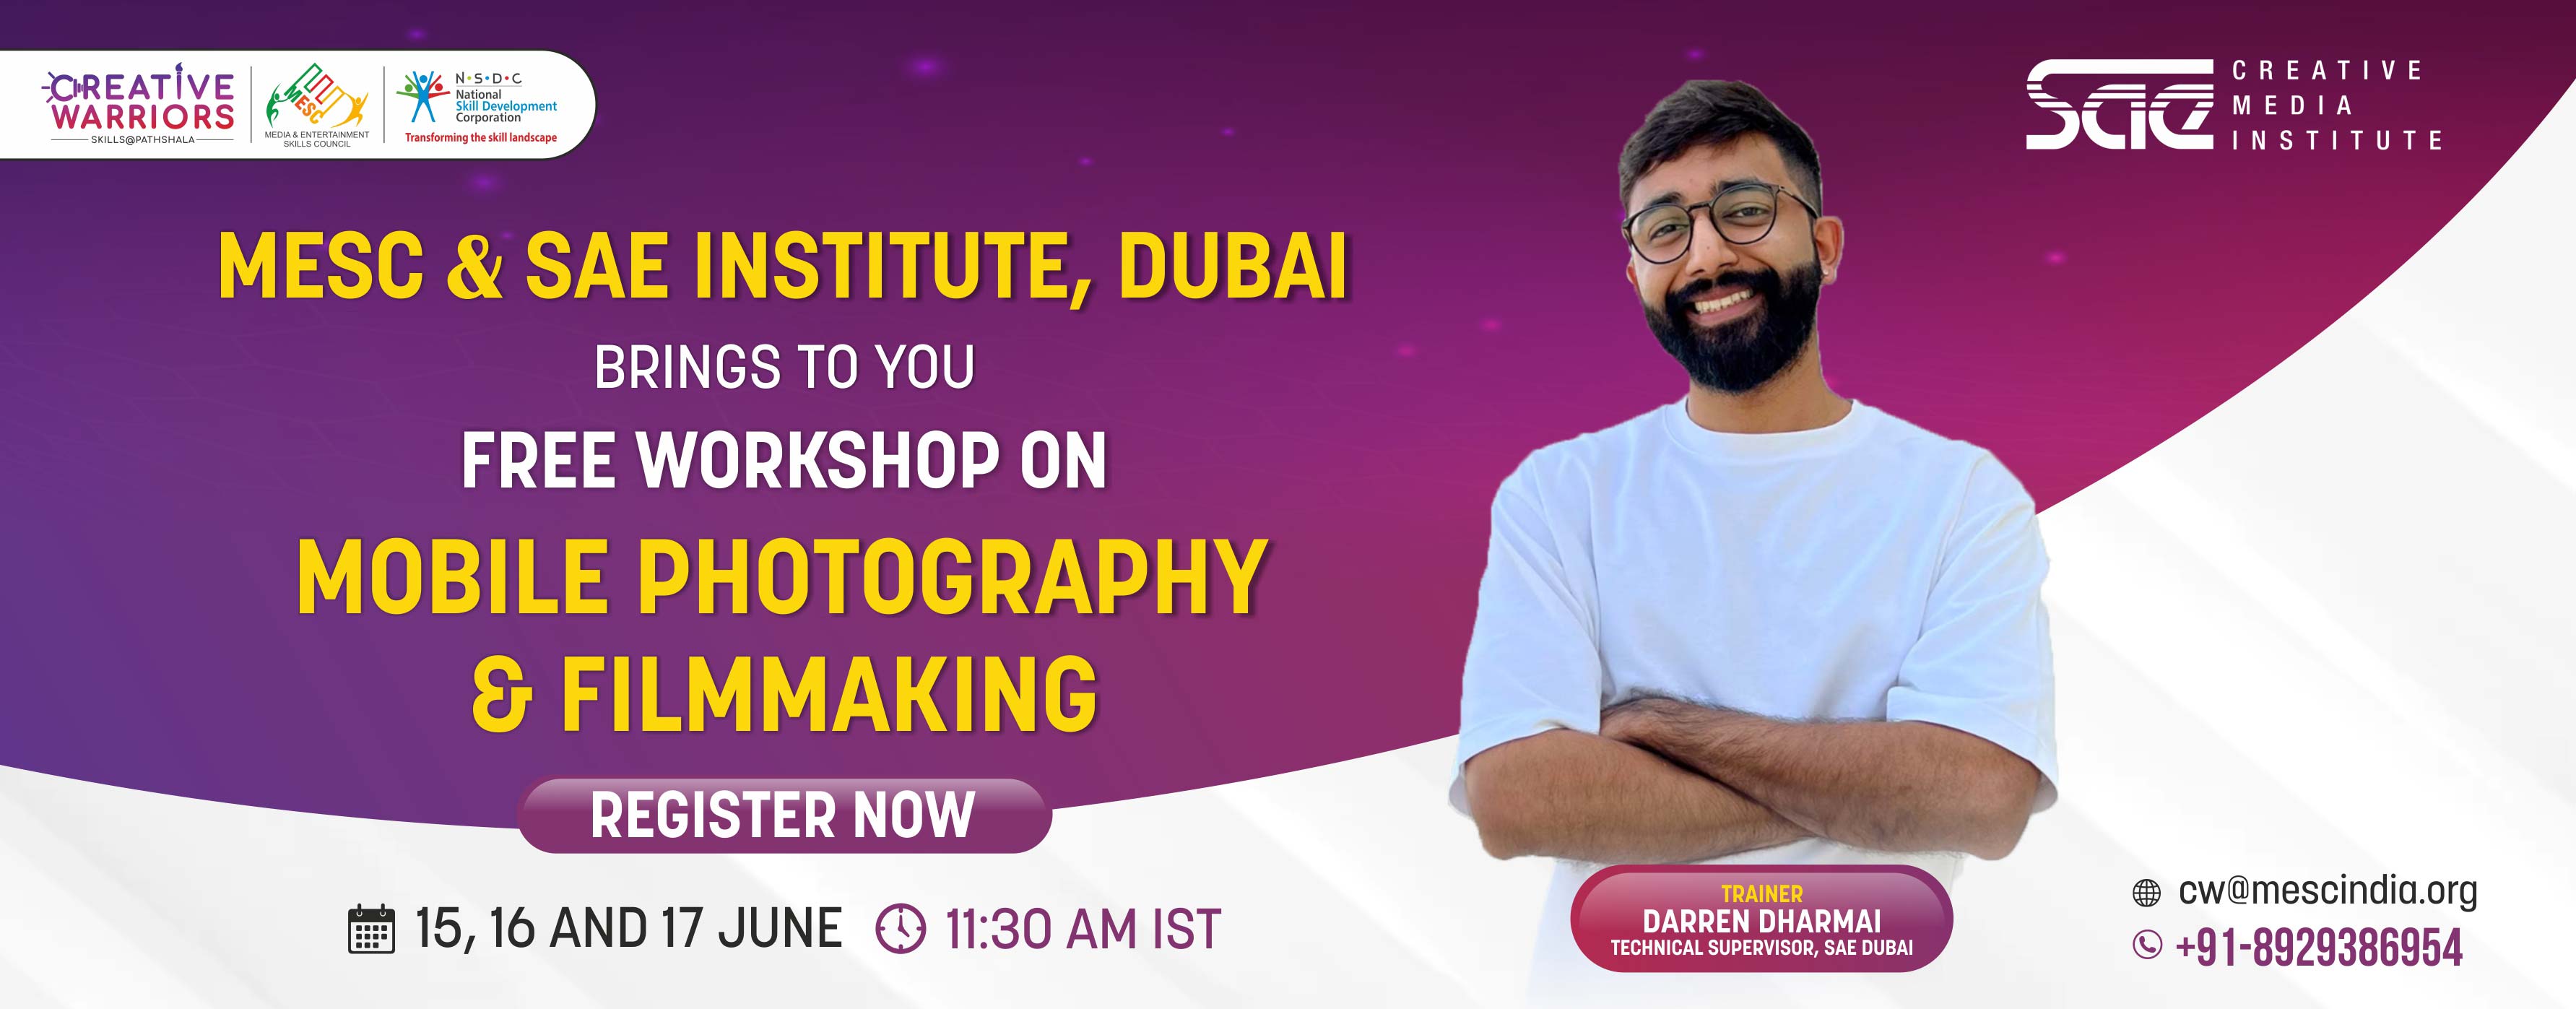 CREATIVE
WARRIORS
SKILLS@PATHSHALA
MESC
MEDIA & ENTERTAINMENT
SKILLS COUNCIL
N•S•D•C
National
Skill Development
Corporation
Transforming the skill landscape
sae
CREATIVE
MEDIA
INSTITUTE
MESC & SAE INSTITUTE, DUBAI
BRINGS TO YOU
FREE WORKSHOP ON
MOBILE PHOTOGRAPHY
& FILMMAKING
REGISTER NOW
15, 16 AND 17 JUNE 11:30 AM IST
TRAINER
DARREN DHARMAI
TECHNICAL SUPERVISOR, SAE DUBAI
cw@mescindia.org
+91-8929386954